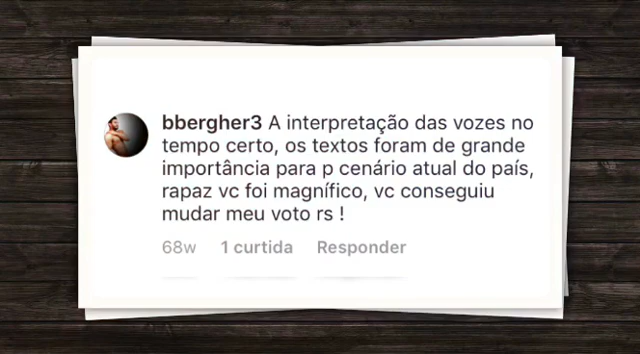 bbergher3 A interpretação das vozes no
tempo certo, os textos foram de grande
importância para p cenário atual do país,
rapaz vc foi magnífico, vc conseguiu
mudar meu voto rs !
68w 1 curtida Responder